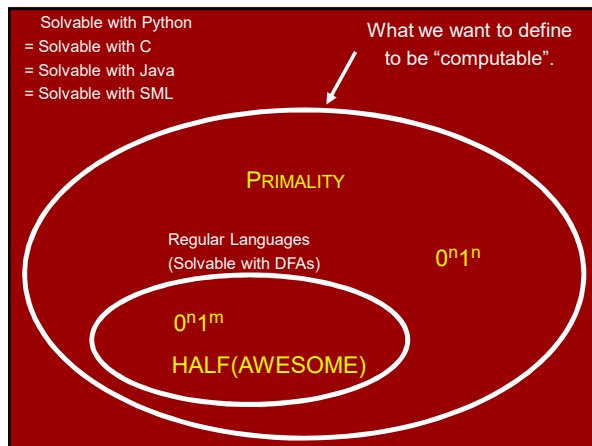 Solvable with Python
= Solvable with C
= Solvable with Java
= Solvable with SML
What we want to define
to be “computable”.
PRIMALITY
Regular Languages
(Solvable with DFAs)
0ⁿ1ⁿ
0ⁿ1ᵐ
HALF(AWESOME)